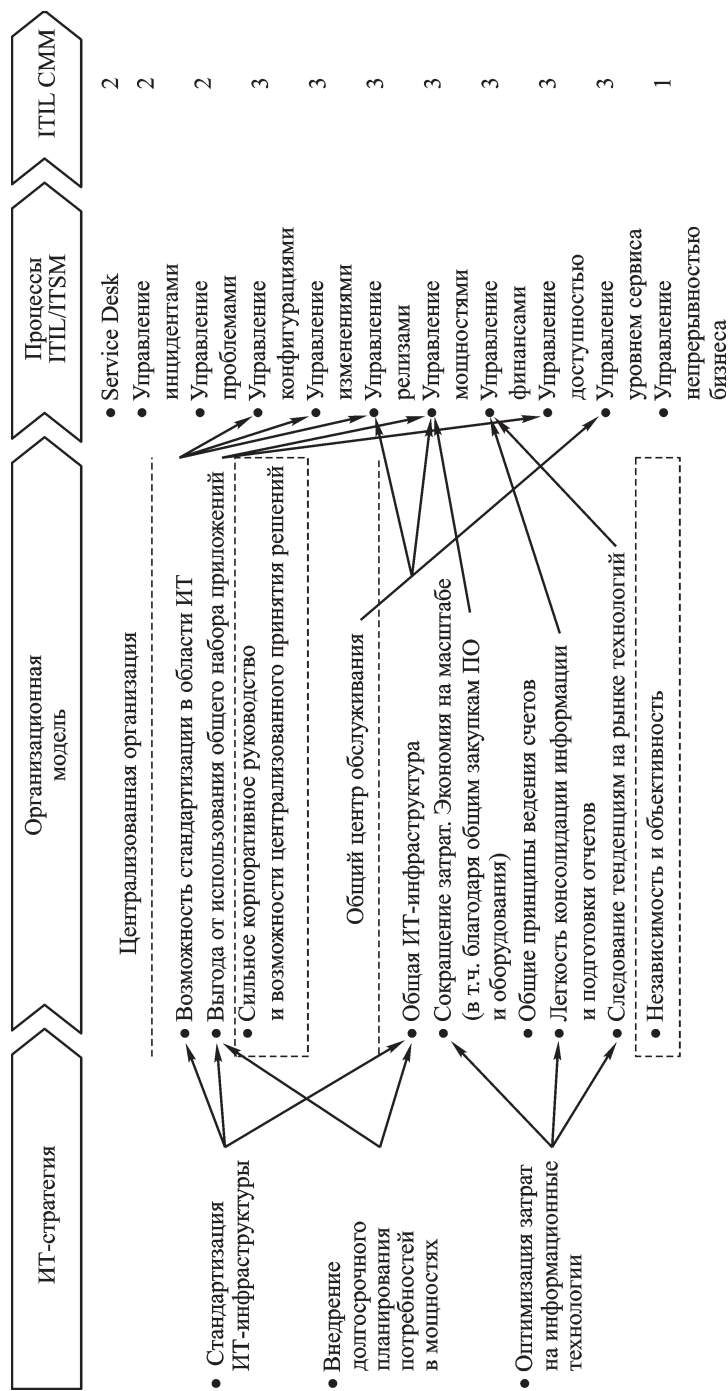 ИТ-стратегия
Организационная
модель
Процессы
ITIL/ITSM
ITIL CMM
• Стандартизация
ИТ-инфраструктуры
• Внедрение
долгосрочного
планирования
потребностей
в мощностях
• Оптимизация затрат
на информационные
технологии
Централизованная организация
• Возможность стандартизации в области ИТ
• Выгода от использования общего набора приложений
• Сильное корпоративное руководство
и возможности централизованного принятия решений
Общий центр обслуживания
• Общая ИТ-инфраструктура
• Сокращение затрат. Экономия на масштабе
(в т.ч. благодаря общим закупкам ПО
и оборудования)
• Общие принципы ведения счетов
• Легкость консолидации информации
и подготовки отчетов
• Следование тенденциям на рынке технологий
• Независимость и объективность
• Service Desk
• Управление
инцидентами
• Управление
проблемами
• Управление
конфигурациями
• Управление
изменениями
• Управление
релизами
• Управление
мощностями
• Управление
финансами
• Управление
доступностью
• Управление
уровнем сервиса
• Управление
непрерывностью
бизнеса
2
2
2
3
3
3
3
3
3
3
1